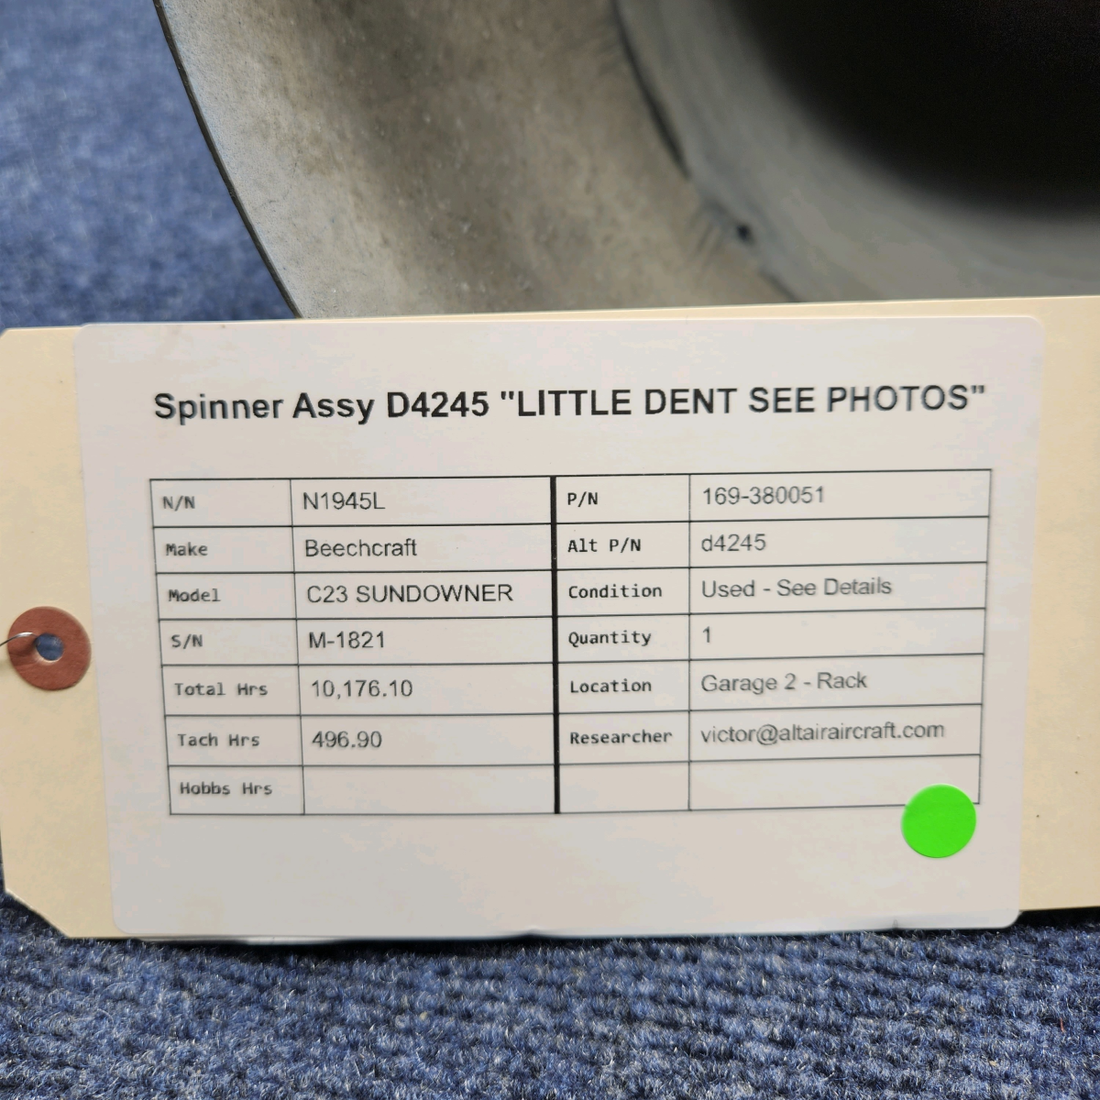 Spinner Assy D4245 "LITTLE DENT SEE PHOTOS"
N/N N1945L P/N 169-380051
Make Beechcraft Alt P/N d4245
Model C23 SUNDOWNER Condition Used - See Details
S/N M-1821 Quantity 1
Total Hrs 10,176.10 Location Garage 2 - Rack
Tach Hrs 496.90 Researcher victor@altairaircraft.com
Hobbs Hrs